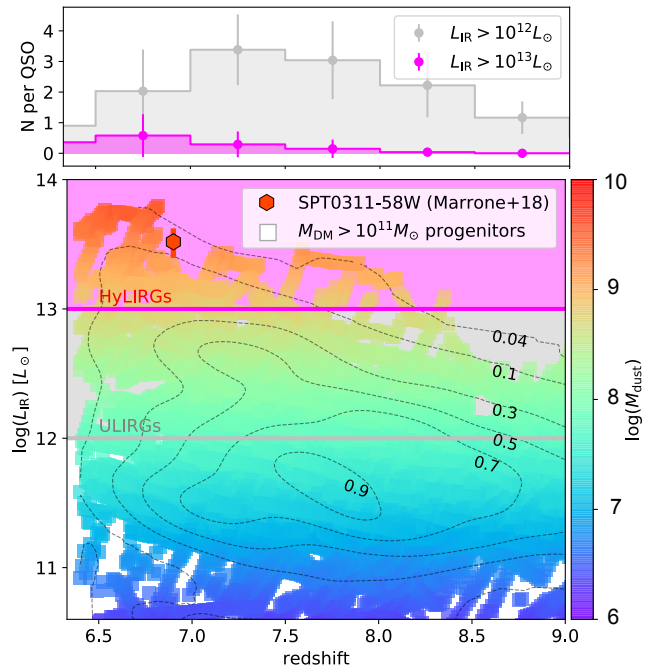 4
3
2
1
0
N per QSO
L_IR > 10^12 L_⊙
L_IR > 10^13 L_⊙
14
13
12
11
log(L_IR) [L_⊙]
SPT0311-58W (Marrone+18)
M_DM > 10^11 M_⊙ progenitors
HyLIRGs
ULIRGs
0.04
0.1
0.3
0.5
0.7
0.9
6.5 7.0 7.5 8.0 8.5 9.0
redshift
10
9
8
7
6
log(M_dust)